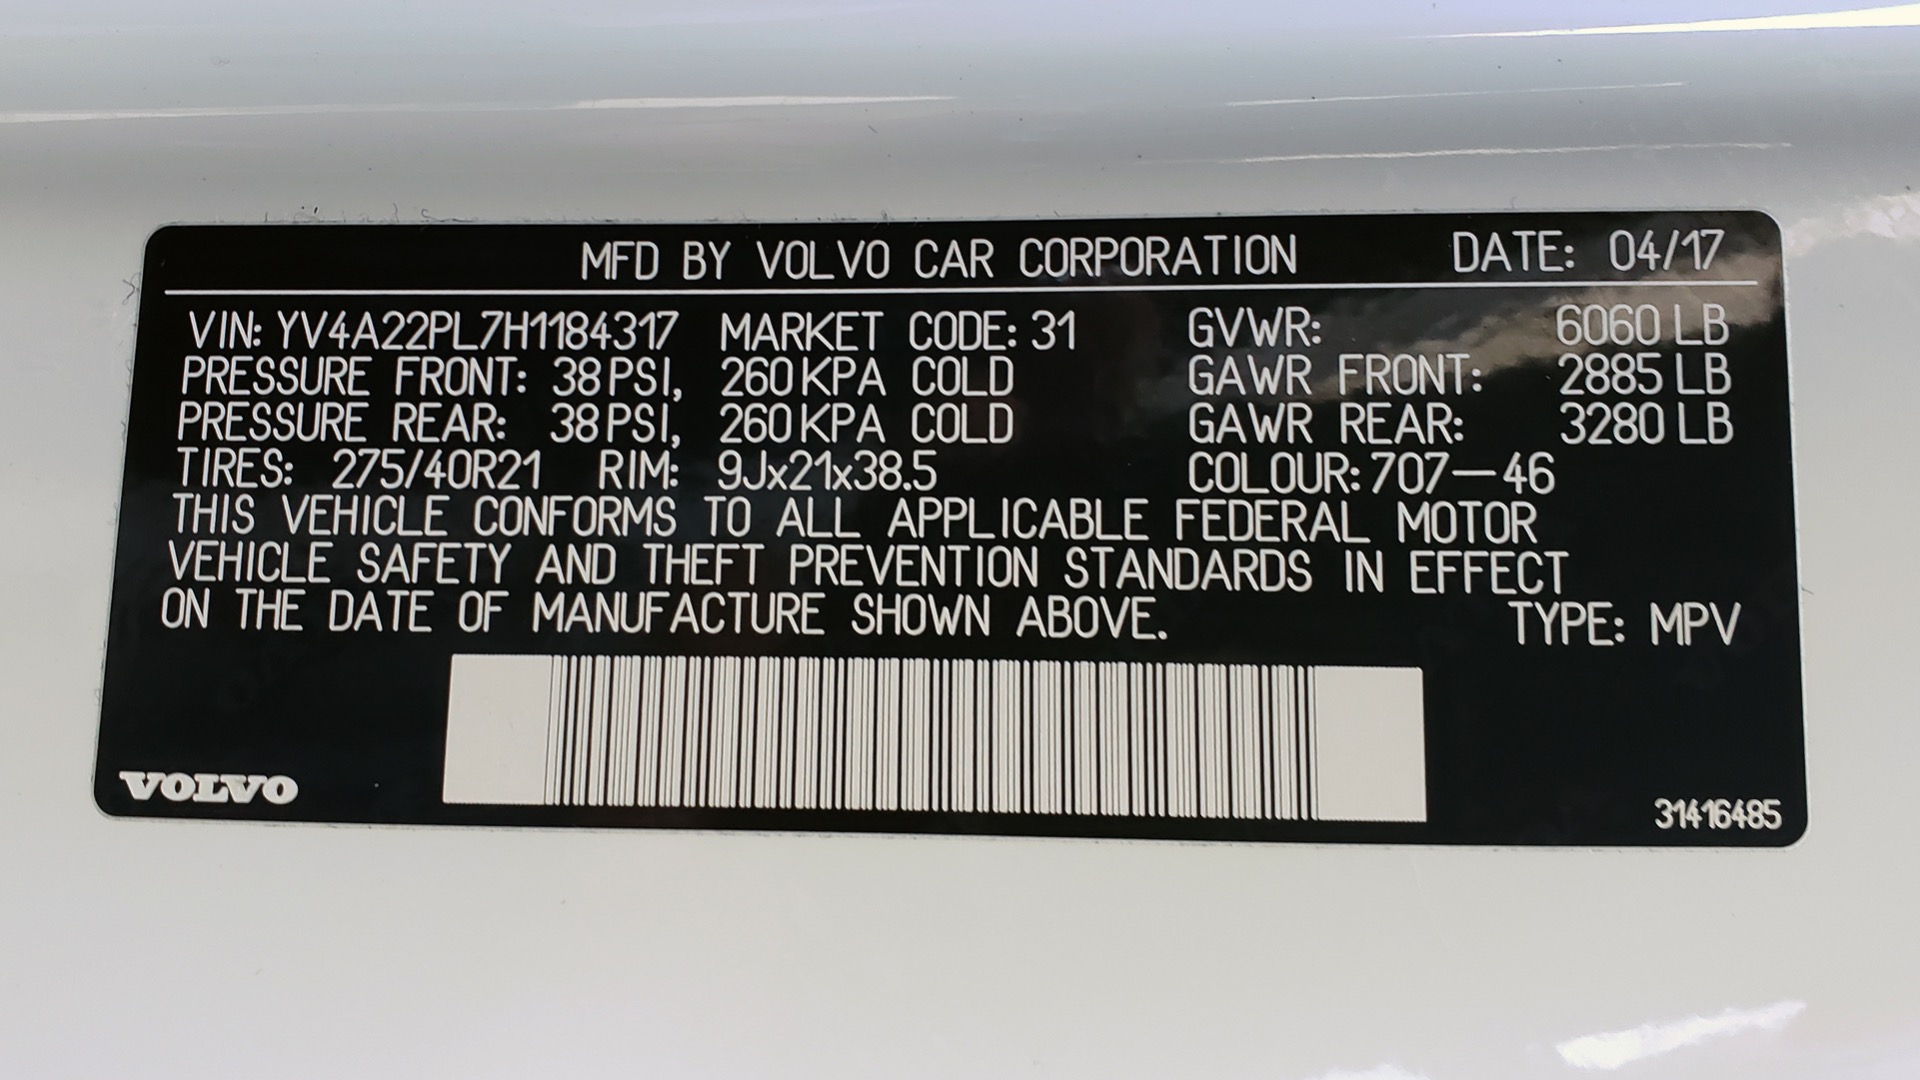 MFD BY VOLVO CAR CORPORATION DATE: 04/17
VIN: YV4A22PL7H1184317 MARKET CODE: 31 GVWR: 6060 LB
PRESSURE FRONT: 38 PSI, 260 KPA COLD GAWR FRONT: 2885 LB
PRESSURE REAR: 38 PSI, 260 KPA COLD GAWR REAR: 3280 LB
TIRES: 275/40R21 RIM: 9Jx21x38.5 COLOUR: 707-46
THIS VEHICLE CONFORMS TO ALL APPLICABLE FEDERAL MOTOR
VEHICLE SAFETY AND THEFT PREVENTION STANDARDS IN EFFECT
ON THE DATE OF MANUFACTURE SHOWN ABOVE. TYPE: MPV
VOLVO 31416485